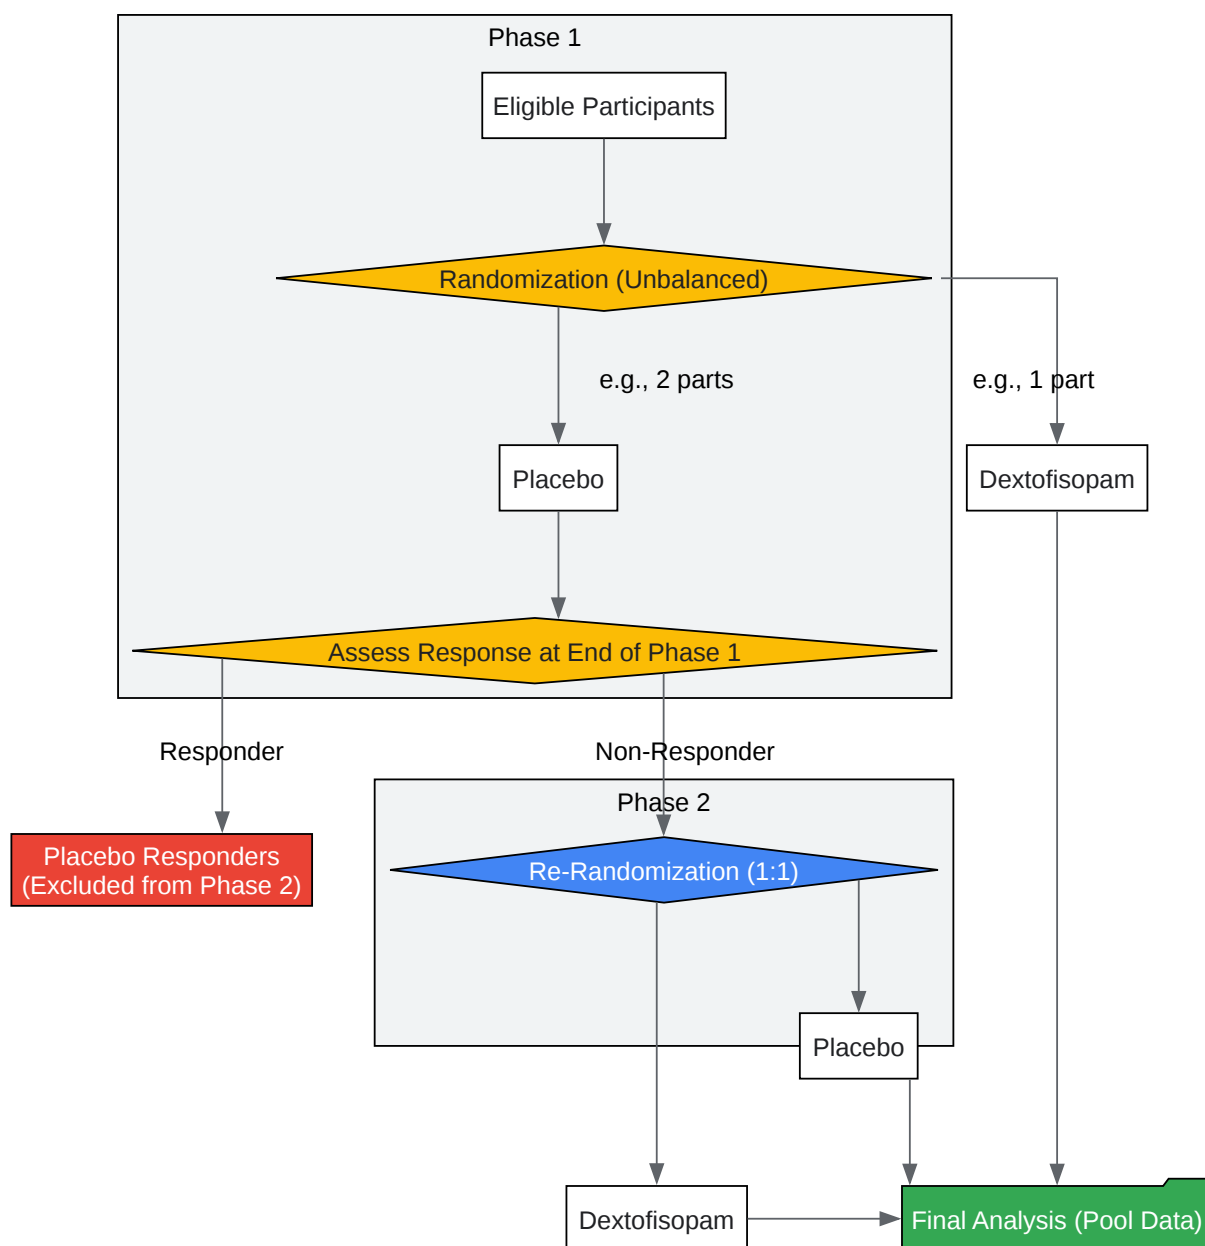 Phase 1
Eligible Participants
Randomization (Unbalanced)
e.g., 2 parts
e.g., 1 part
Placebo
Dextofisopam
Assess Response at End of Phase 1
Responder
Non-Responder
Phase 2
Placebo Responders
(Excluded from Phase 2)
Re-Randomization (1:1)
Placebo
Dextofisopam
Final Analysis (Pool Data)